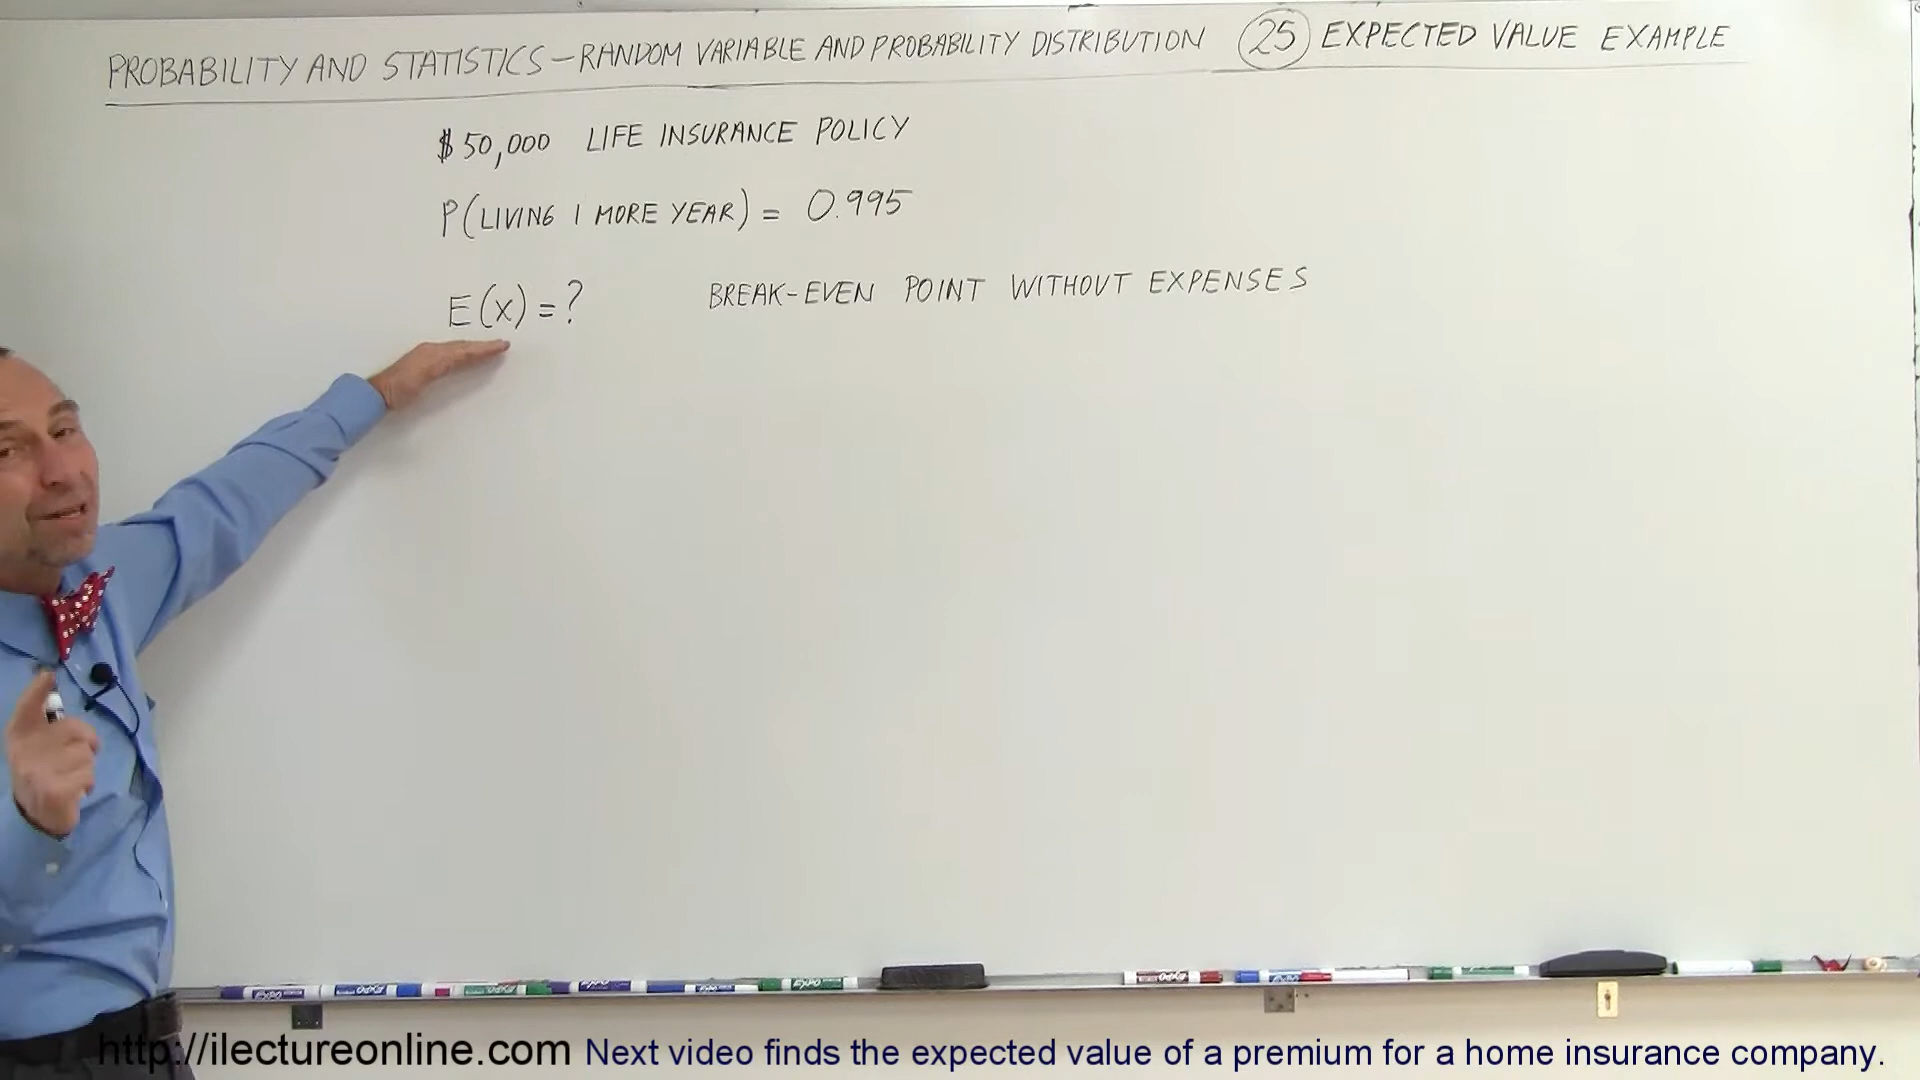 PROBABILITY AND STATISTICS – RANDOM VARIABLE AND PROBABILITY DISTRIBUTION 25 EXPECTED VALUE EXAMPLE
$50,000 LIFE INSURANCE POLICY
P(LIVING 1 MORE YEAR) = 0.995
E(X) = ? BREAK-EVEN POINT WITHOUT EXPENSES
http://ilectureonline.com Next video finds the expected value of a premium for a home insurance company.